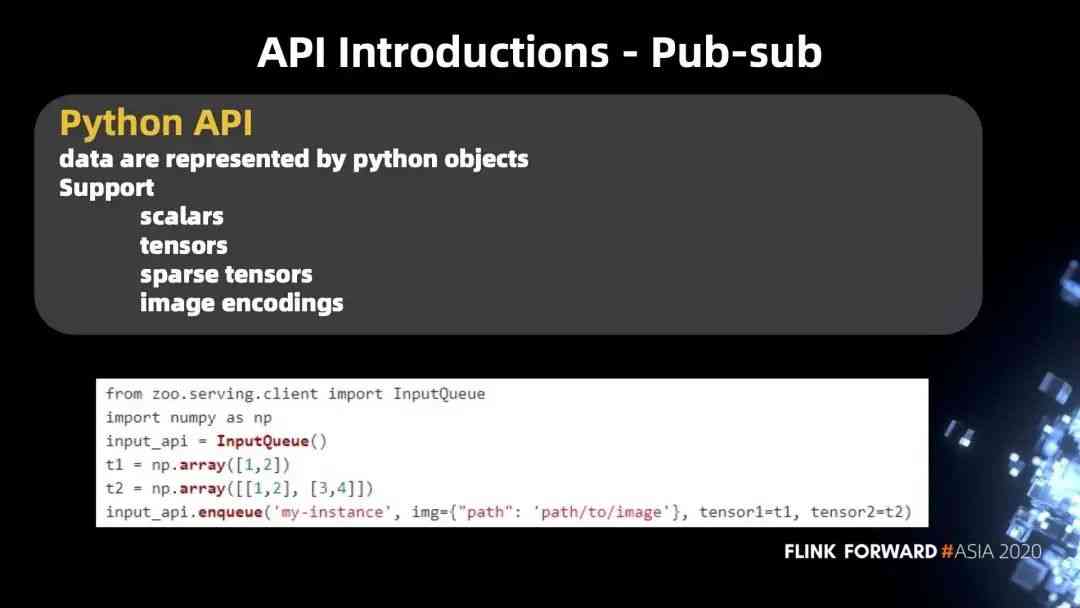 API Introductions - Pub-sub
Python API
data are represented by python objects
Support
scalars
tensors
sparse tensors
image encodings
from zoo.serving.client import InputQueue
import numpy as np
input_api = InputQueue()
t1 = np.array([1,2])
t2 = np.array([[1,2], [3,4]])
input_api.enqueue('my-instance', img={"path": 'path/to/image'}, tensor1=t1, tensor2=t2)
FLINK FORWARD #ASIA 2020